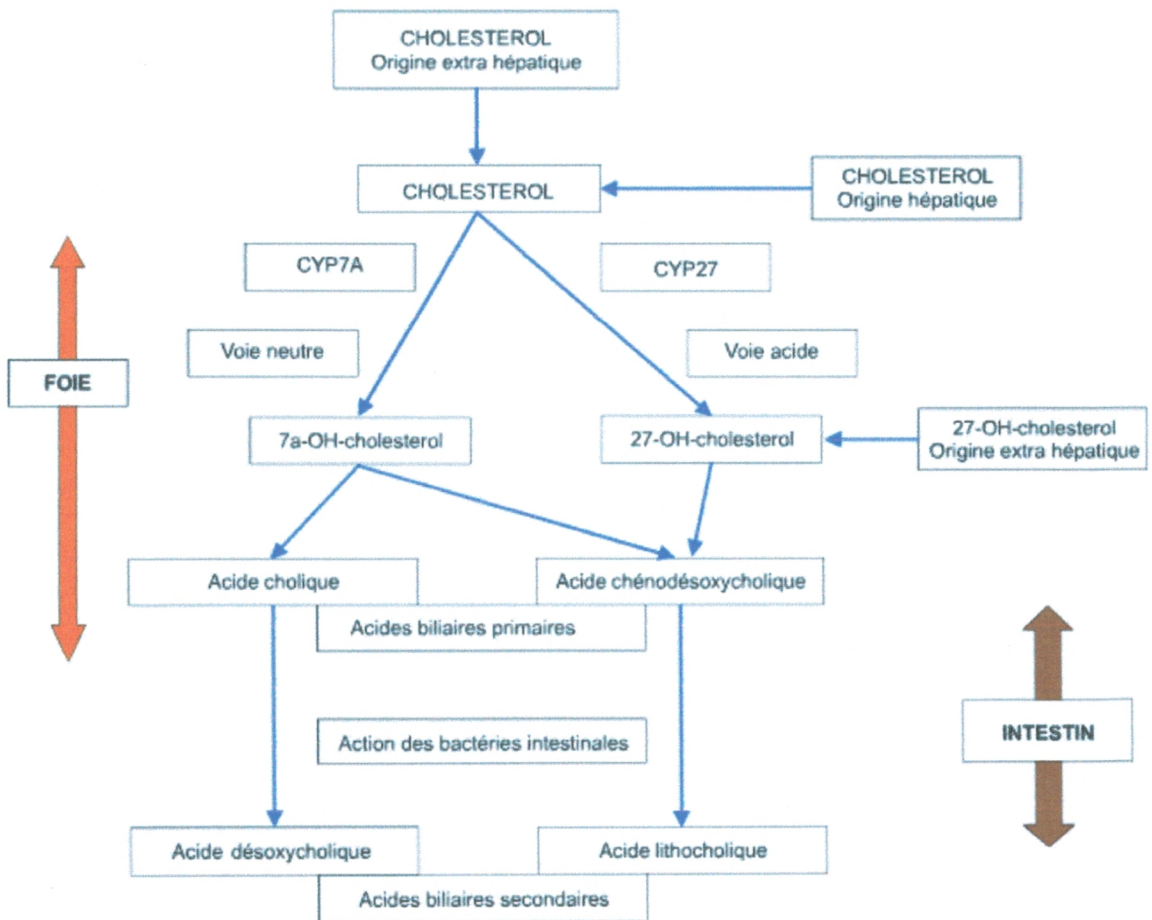 CHOLESTEROL
Origine extra hépatique
CHOLESTEROL
CHOLESTEROL
Origine hépatique
CYP7A
CYP27
Voie neutre
Voie acide
FOIE
7a-OH-cholesterol
27-OH-cholesterol
27-OH-cholesterol
Origine extra hépatique
Acide cholique
Acide chénodésoxycholique
Acides biliaires primaires
Action des bactéries intestinales
INTESTIN
Acide désoxycholique
Acide lithocholique
Acides biliaires secondaires